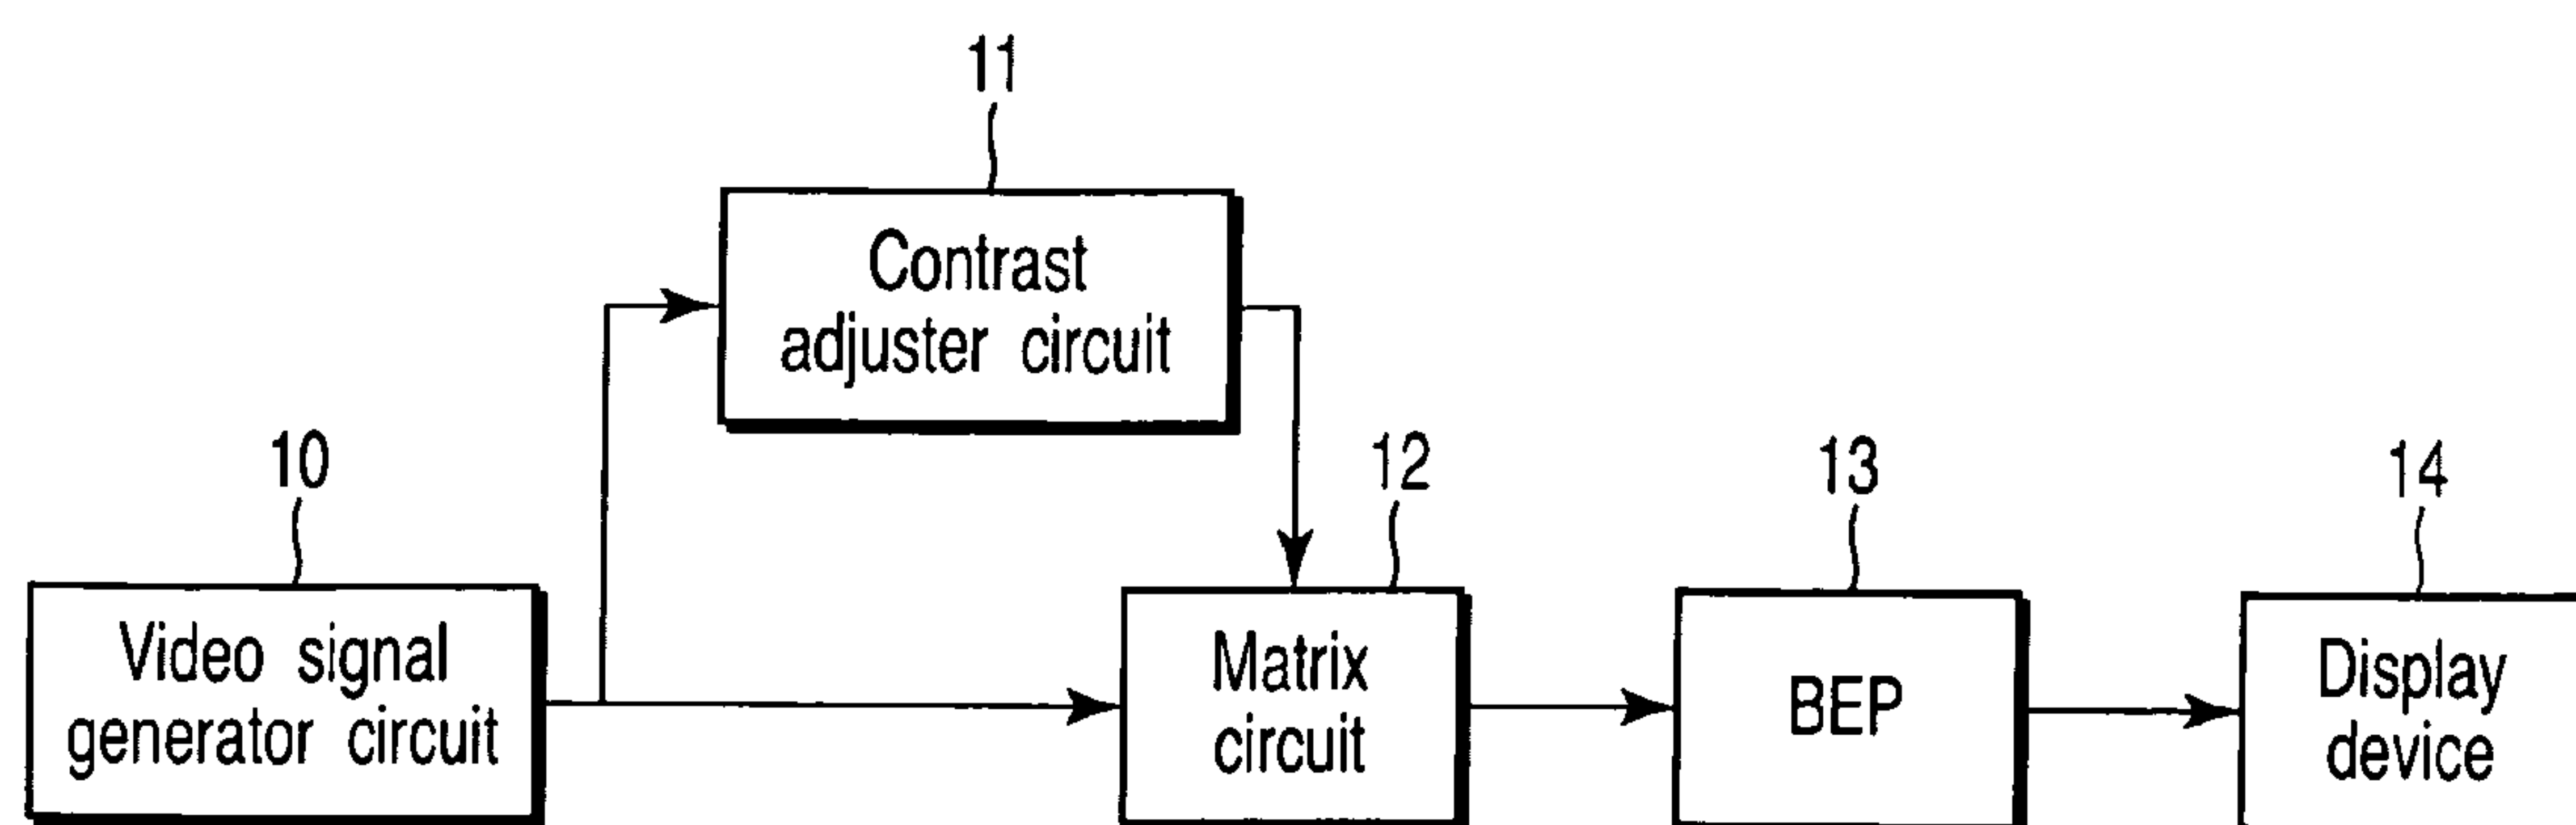 11
Contrast
adjuster circuit
10
Video signal
generator circuit
12
Matrix
circuit
13
BEP
14
Display
device